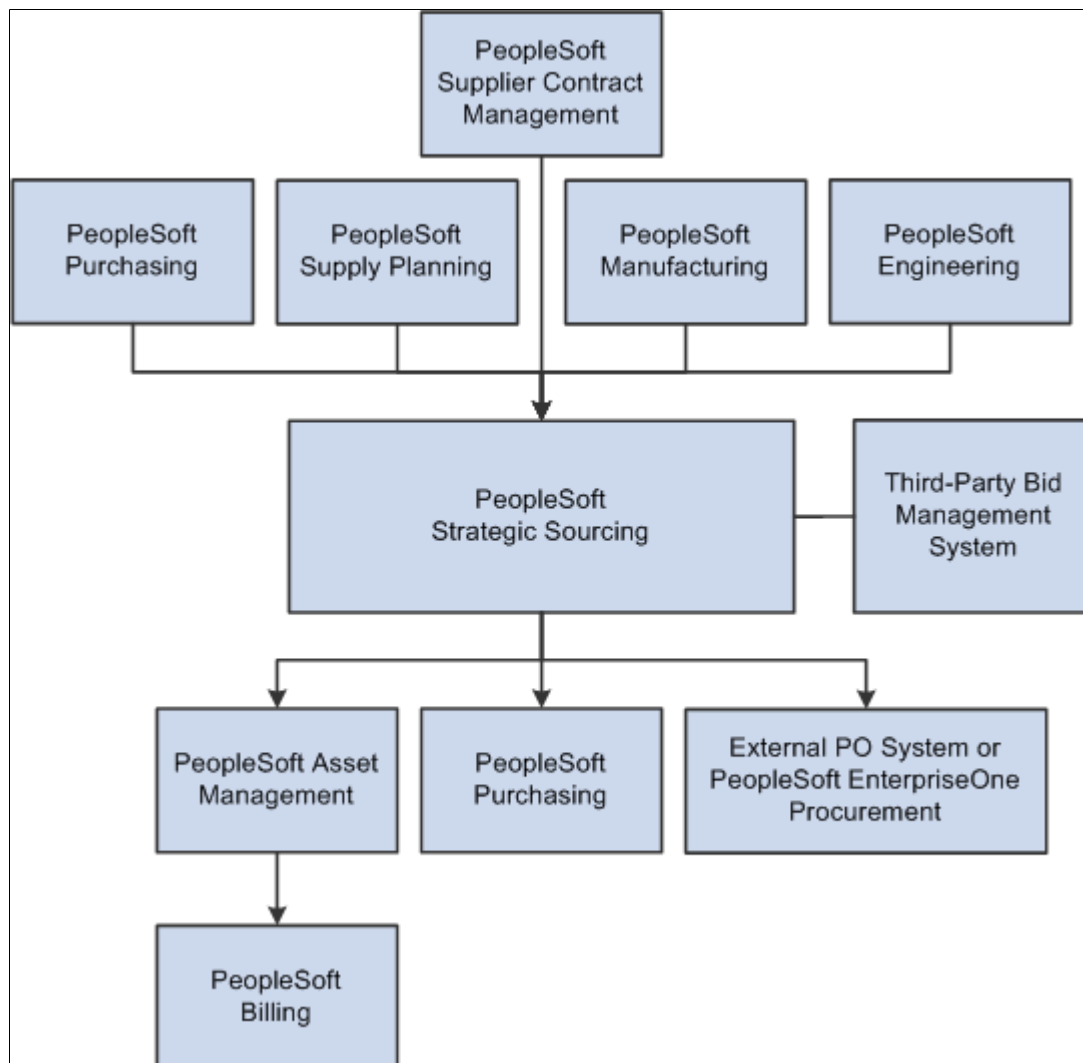 PeopleSoft
Supplier Contract
Management
PeopleSoft
Purchasing
PeopleSoft
Supply Planning
PeopleSoft
Manufacturing
PeopleSoft
Engineering
PeopleSoft
Strategic Sourcing
Third-Party Bid
Management
System
PeopleSoft Asset
Management
PeopleSoft
Purchasing
External PO System or
PeopleSoft EnterpriseOne
Procurement
PeopleSoft
Billing